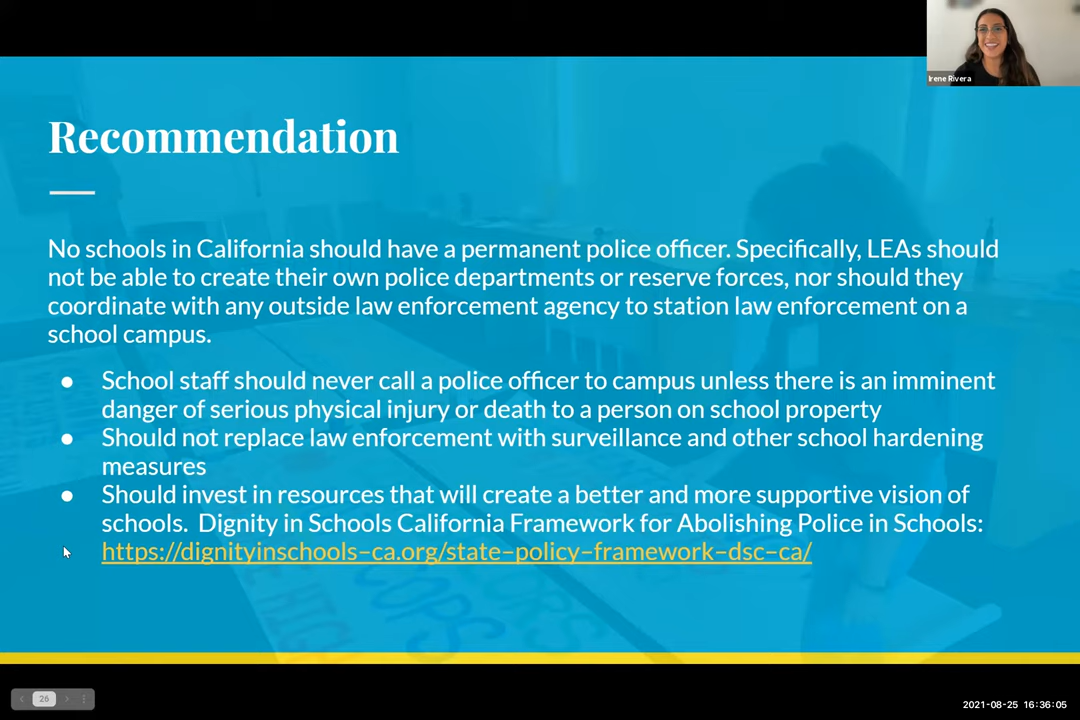 Irene Rivera
Recommendation
No schools in California should have a permanent police officer. Specifically, LEAs should
not be able to create their own police departments or reserve forces, nor should they
coordinate with any outside law enforcement agency to station law enforcement on a
school campus.
● School staff should never call a police officer to campus unless there is an imminent
danger of serious physical injury or death to a person on school property
● Should not replace law enforcement with surveillance and other school hardening
measures
● Should invest in resources that will create a better and more supportive vision of
schools.  Dignity in Schools California Framework for Abolishing Police in Schools:
https://dignityinschools-ca.org/state-policy-framework-dsc-ca/
26
2021-08-25 16:36:05